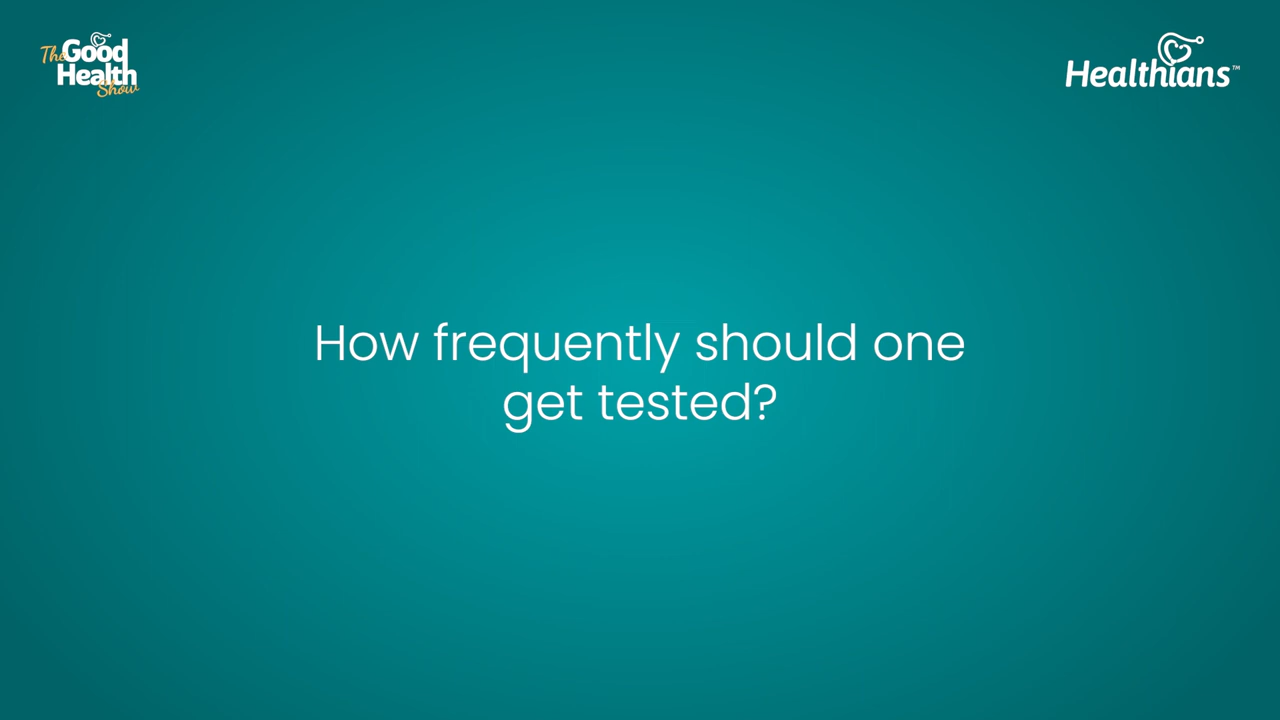 The Good
Health
Show
Healthians™
How frequently should one
get tested?